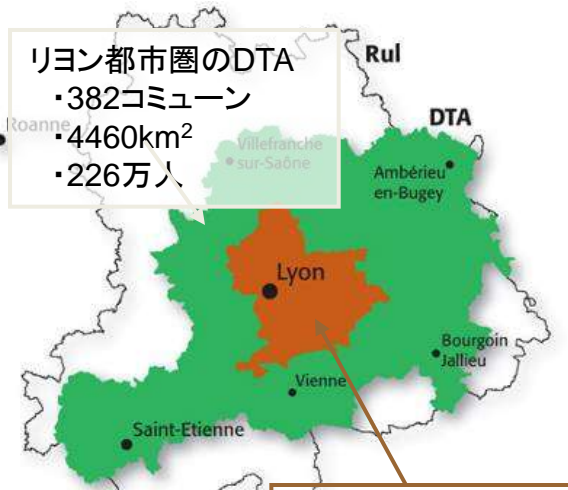 リヨン都市圏のDTA
・382コミューン
・4460km²
・226万人
Rul
DTA
Roanne
Villefranche
sur-Saône
Ambérieu
en-Bugey
Lyon
Bourgoin
Jallieu
Vienne
Saint-Etienne